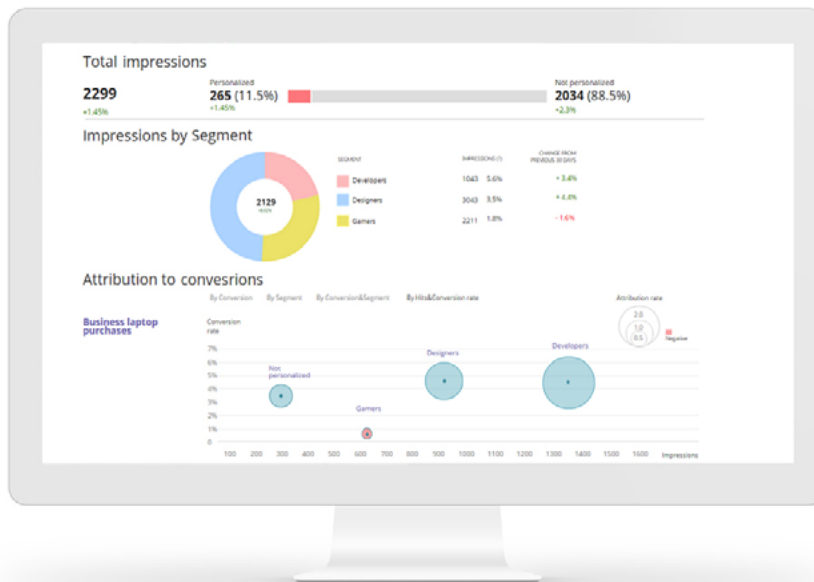 Total impressions
2299
+1.45%
Personalized
265 (11.5%)
+1.45%
Not personalized
2034 (88.5%)
+2.3%
Impressions by Segment
2129
SEGMENT IMPRESSIONS (?) CHANGE FROM
PREVIOUS 30 DAYS
Developers 1043 5.6% +3.4%
Designers 3043 3.5% +4.4%
Gamers 2211 1.8% -1.6%
Attribution to convesrions
By Conversion By Segment By Conversion&Segment By Hits&Conversion rate
Business laptop
purchases
Conversion
rate
Attribution rate
2.0
1.0
0.5
Negative
7%
6%
5%
4%
3%
2%
1%
0
Not
personalized
Gamers
Designers
Developers
100 200 300 400 500 600 700 800 900 1000 1100 1200 1300 1400 1500 1600 Impressions